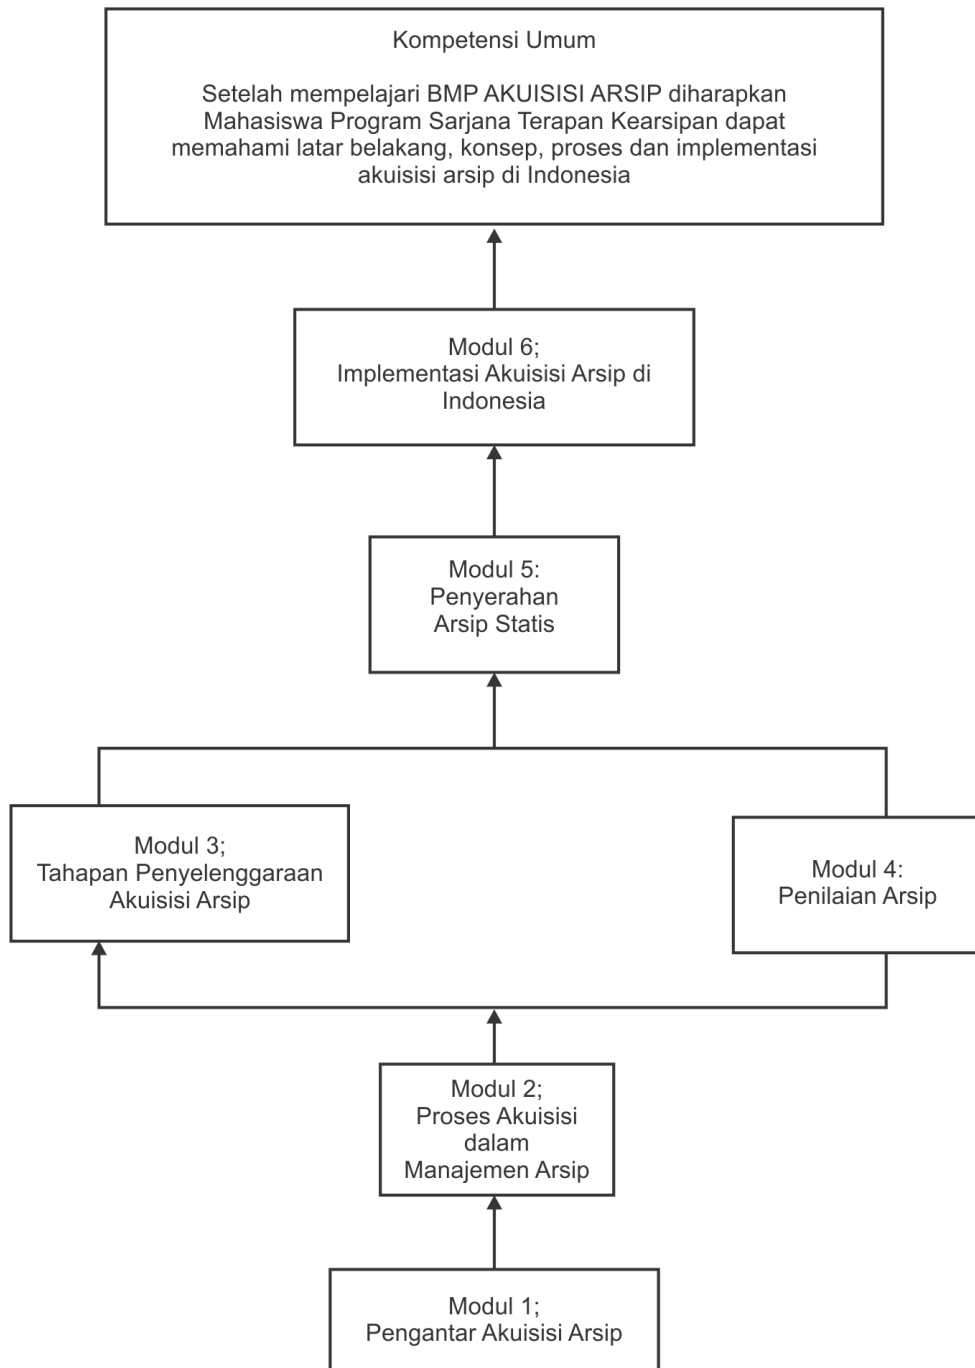 Kompetensi Umum
Setelah mempelajari BMP AKUISISI ARSIP diharapkan
Mahasiswa Program Sarjana Terapan Kearsipan dapat
memahami latar belakang, konsep, proses dan implementasi
akuisisi arsip di Indonesia
Modul 6;
Implementasi Akuisisi Arsip di
Indonesia
Modul 5:
Penyerahan
Arsip Statis
Modul 3;
Tahapan Penyelenggaraan
Akuisisi Arsip
Modul 4:
Penilaian Arsip
Modul 2;
Proses Akuisisi
dalam
Manajemen Arsip
Modul 1;
Pengantar Akuisisi Arsip